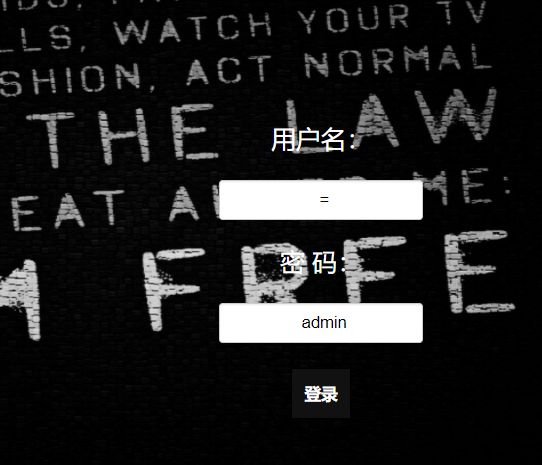 LLS, WATCH YOUR TV
SHION, ACT NORMAL
THE LAW
用户名：
=
EAT A ME:
密 码：
M FREE
admin
登录